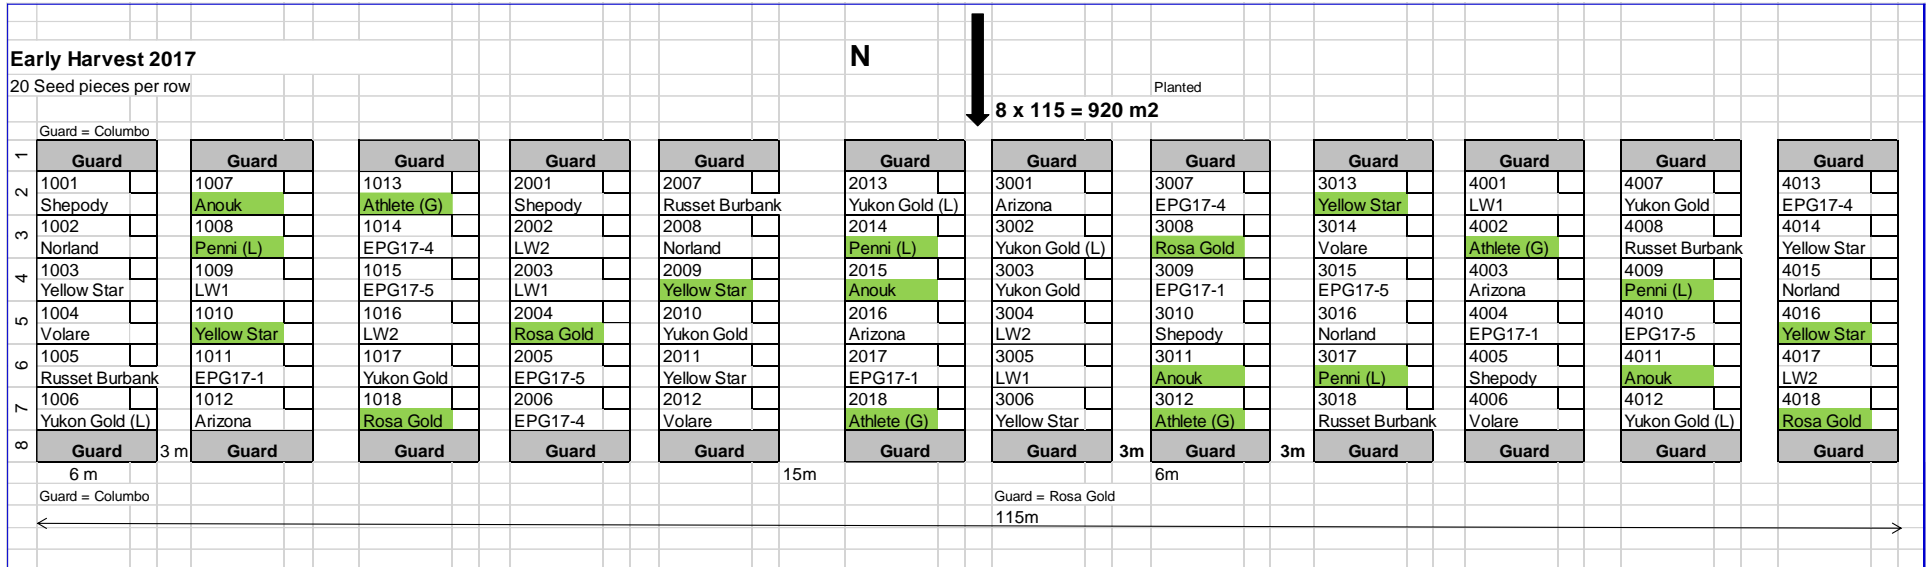 N
Early Harvest 2017
20 Seed pieces per row
Planted
8 x 115 = 920 m2
Guard = Columbo
1 Guard Guard Guard Guard Guard Guard Guard Guard Guard Guard Guard Guard
2 1001 1007 1013 2001 2007 2013 3001 3007 3013 4001 4007 4013
Shepody Anouk Athlete (G) Shepody Russet Burbank Yukon Gold (L) Arizona EPG17-4 Yellow Star LW1 Yukon Gold EPG17-4
3 1002 1008 1014 2002 2008 2014 3002 3008 3014 4002 4008 4014
Norland Penni (L) EPG17-4 LW2 Norland Penni (L) Yukon Gold (L) Rosa Gold Volare Athlete (G) Russet Burbank Yellow Star
4 1003 1009 1015 2003 2009 2015 3003 3009 3015 4003 4009 4015
Yellow Star LW1 EPG17-5 LW1 Yellow Star Anouk Yukon Gold EPG17-1 EPG17-5 Arizona Penni (L) Norland
5 1004 1010 1016 2004 2010 2016 3004 3010 3016 4004 4010 4016
Volare Yellow Star LW2 Rosa Gold Yukon Gold Arizona LW2 Shepody Norland EPG17-1 EPG17-5 Yellow Star
6 1005 1011 1017 2005 2011 2017 3005 3011 3017 4005 4011 4017
Russet Burbank EPG17-1 Yukon Gold EPG17-5 Yellow Star EPG17-1 LW1 Anouk Penni (L) Shepody Anouk LW2
7 1006 1012 1018 2006 2012 2018 3006 3012 3018 4006 4012 4018
Yukon Gold (L) Arizona Rosa Gold EPG17-4 Volare Athlete (G) Yellow Star Athlete (G) Russet Burbank Volare Yukon Gold (L) Rosa Gold
8 Guard 3 m Guard Guard Guard Guard Guard Guard 3m Guard 3m Guard Guard Guard Guard
6 m 15m 6m
Guard = Columbo Guard = Rosa Gold
115m